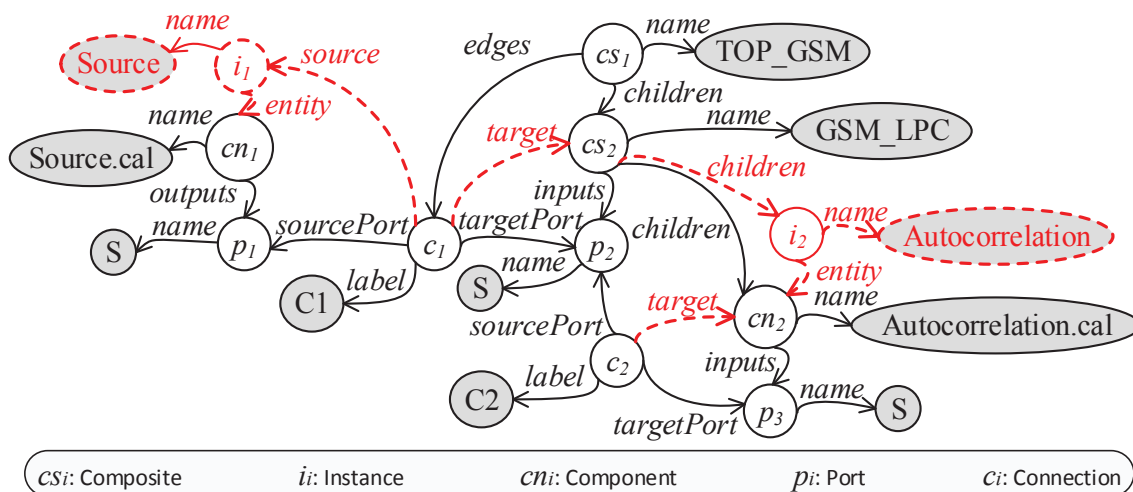 name
edges
name
Source
i1
source
cs1
TOP_GSM
children
entity
name
target
name
cn1
cs2
GSM_LPC
Source.cal
children
outputs
inputs
name
sourcePort
targetPort
children
i2
name
Autocorrelation
S
p1
c1
p2
entity
label
name
C1
S
target
name
cn2
Autocorrelation.cal
sourcePort
c2
inputs
label
name
C2
targetPort
p3
S
csi: Composite ii: Instance cni: Component pi: Port ci: Connection